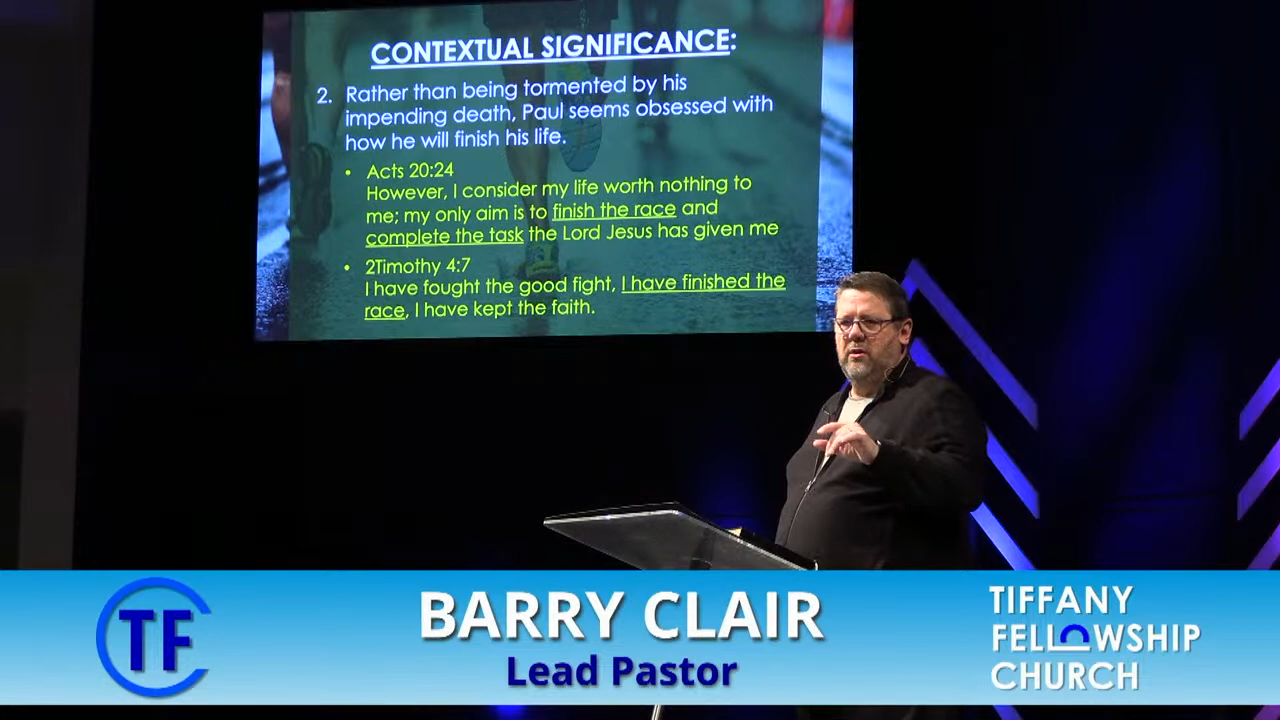 CONTEXTUAL SIGNIFICANCE:
2. Rather than being tormented by his
impending death, Paul seems obsessed with
how he will finish his life.
• Acts 20:24
However, I consider my life worth nothing to
me; my only aim is to finish the race and
complete the task the Lord Jesus has given me
• 2Timothy 4:7
I have fought the good fight, I have finished the
race, I have kept the faith.
TF
BARRY CLAIR
Lead Pastor
TIFFANY
FELLOWSHIP
CHURCH